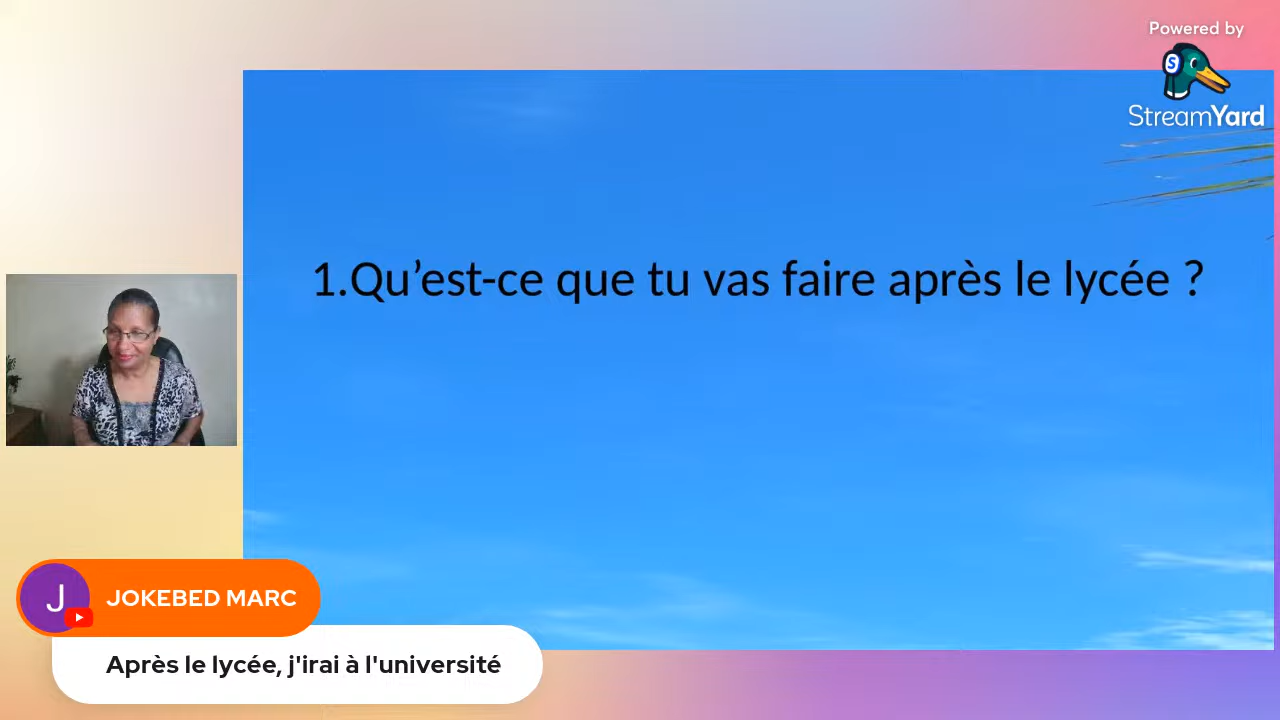 Powered by
S
StreamYard
1.Qu’est-ce que tu vas faire après le lycée ?
J
JOKEBED MARC
Après le lycée, j'irai à l'université